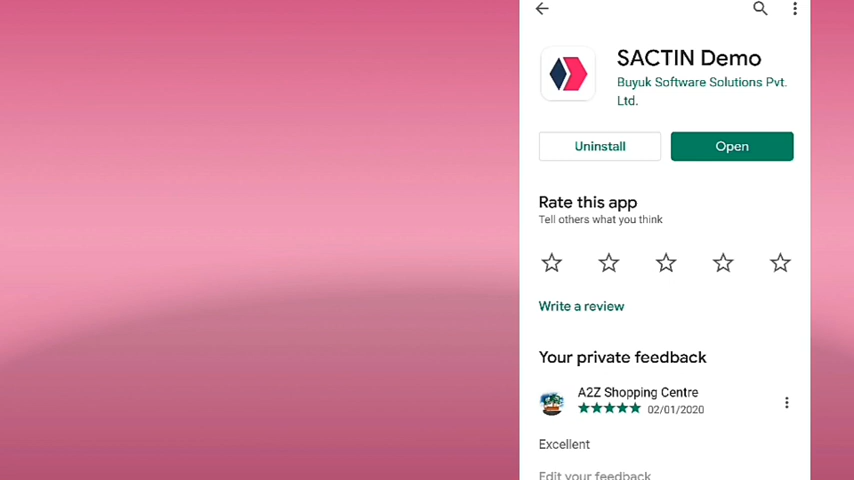 SACTIN Demo
Buyuk Software Solutions Pvt.
Ltd.
Uninstall
Open
Rate this app
Tell others what you think
Write a review
Your private feedback
A2Z Shopping Centre
02/01/2020
Excellent
Edit your feedback